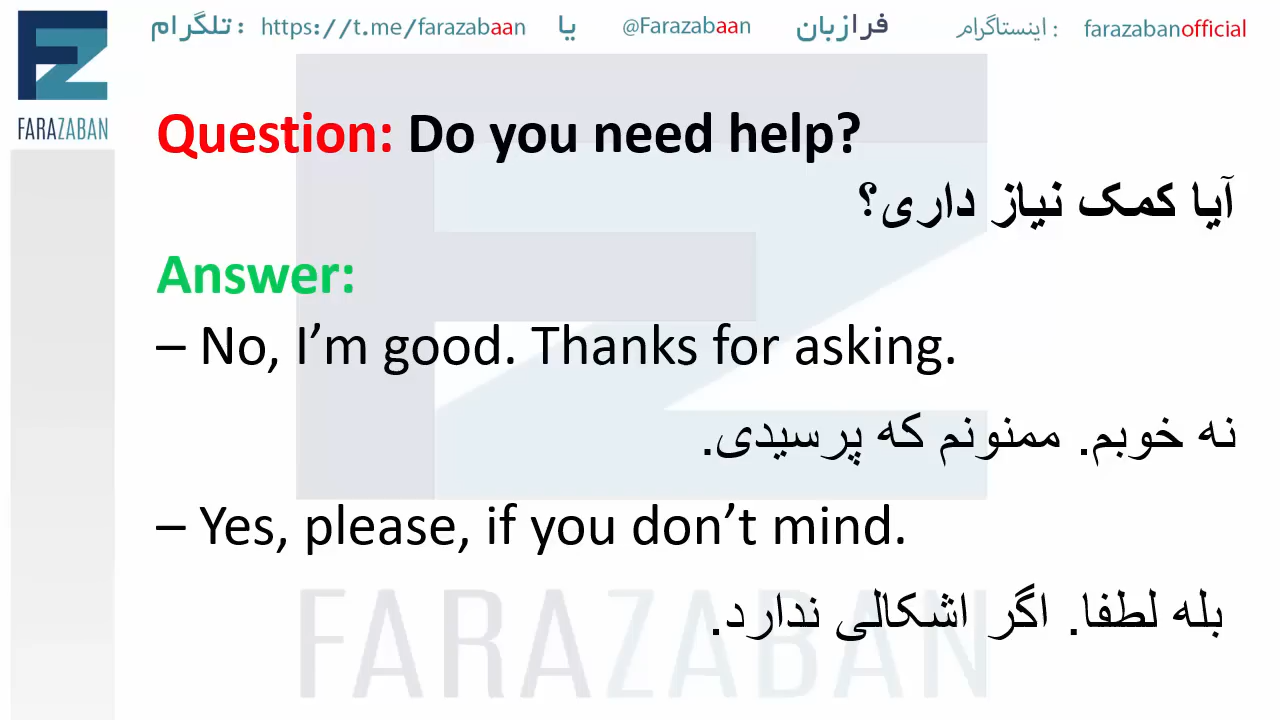 تلگرام : https://t.me/farazabaan یا @Farazabaan فرازبان اینستاگرام : farazabanofficial
FARAZABAN
Question: Do you need help?
آیا کمک نیاز داری؟
Answer:
– No, I’m good. Thanks for asking.
نه خوبم. ممنونم که پرسیدی.
– Yes, please, if you don’t mind.
بله لطفا. اگر اشکالی ندارد.
FARAZABAN